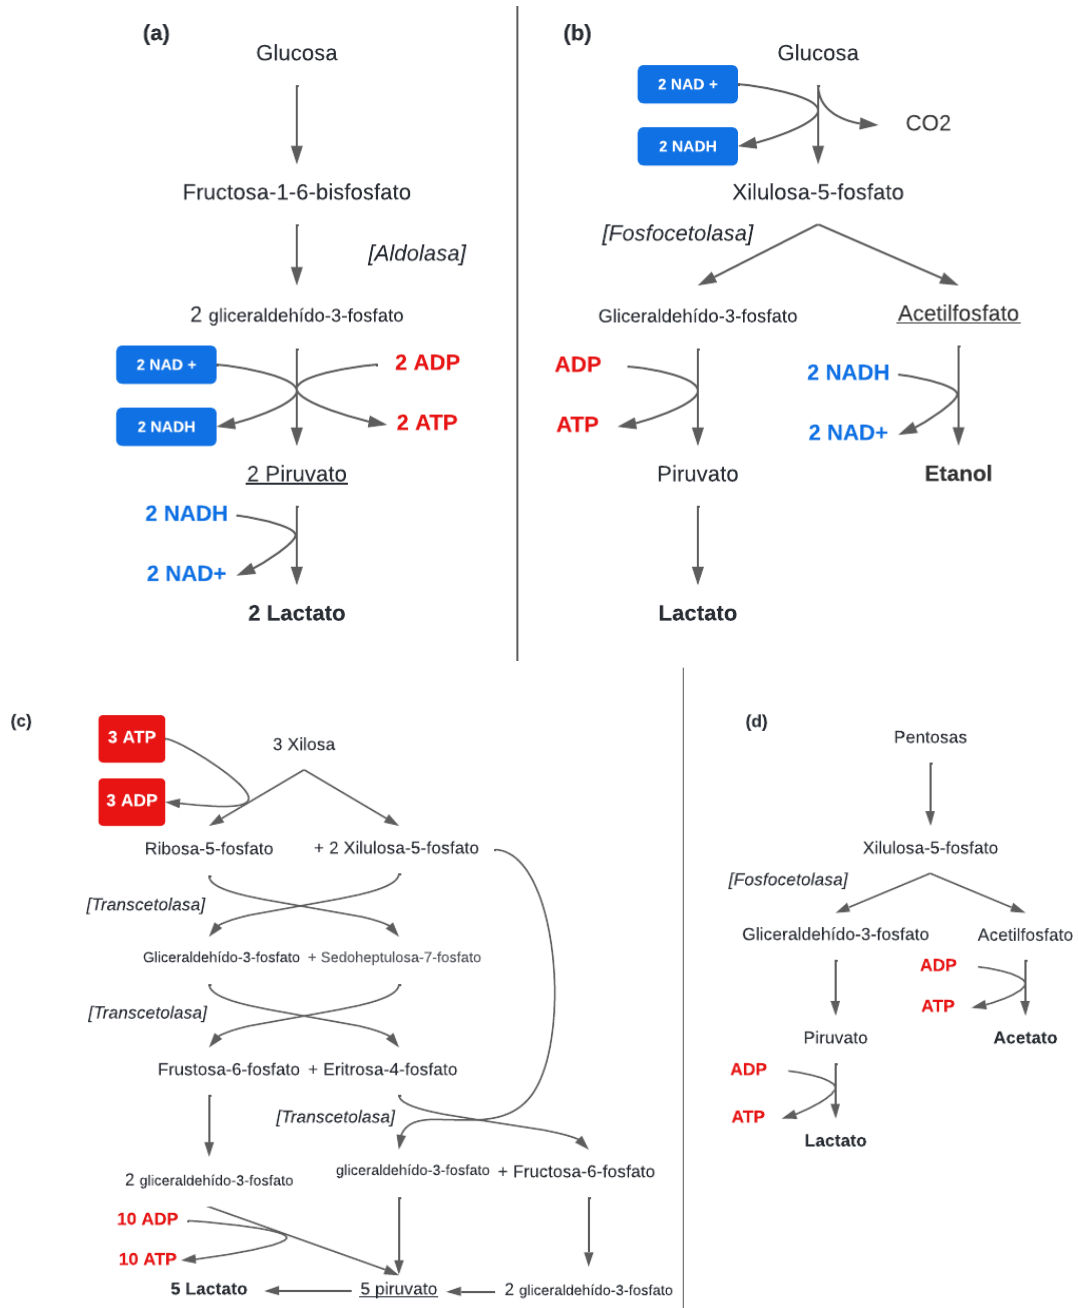 (a)
Glucosa
Fructosa-1-6-bisfosfato
[Aldolasa]
2 gliceraldehído-3-fosfato
2 NAD +
2 ADP
2 NADH
2 ATP
2 Piruvato
2 NADH
2 NAD+
2 Lactato
(b)
Glucosa
2 NAD +
CO2
2 NADH
Xilulosa-5-fosfato
[Fosfocetolasa]
Gliceraldehído-3-fosfato
Acetilfosfato
ADP
2 NADH
ATP
2 NAD+
Piruvato
Etanol
Lactato
(c)
3 ATP
3 Xilosa
3 ADP
Ribosa-5-fosfato + 2 Xilulosa-5-fosfato
[Transcetolasa]
Gliceraldehído-3-fosfato + Sedoheptulosa-7-fosfato
[Transcetolasa]
Frustosa-6-fosfato + Eritrosa-4-fosfato
[Transcetolasa]
2 gliceraldehído-3-fosfato
gliceraldehído-3-fosfato + Fructosa-6-fosfato
10 ADP
10 ATP
5 Lactato
5 piruvato
2 gliceraldehído-3-fosfato
(d)
Pentosas
Xilulosa-5-fosfato
[Fosfocetolasa]
Gliceraldehído-3-fosfato
Acetilfosfato
ADP
ATP
Piruvato
Acetato
ADP
ATP
Lactato